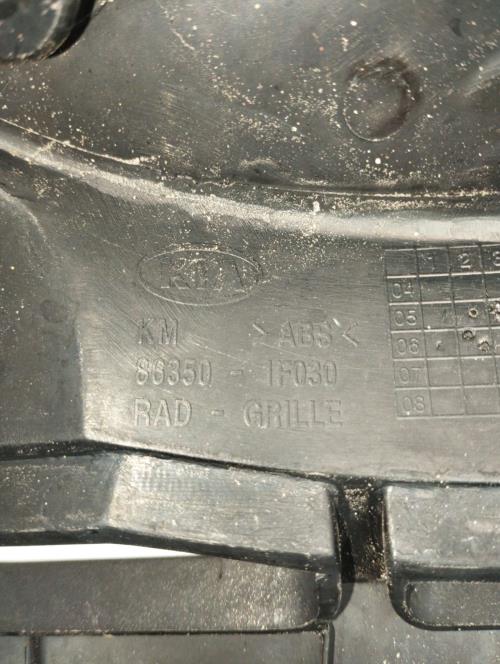 KIA
KM >ABS<
86350 - 1F030
RAD - GRILLE
1 2 3
04
05
06
07
08